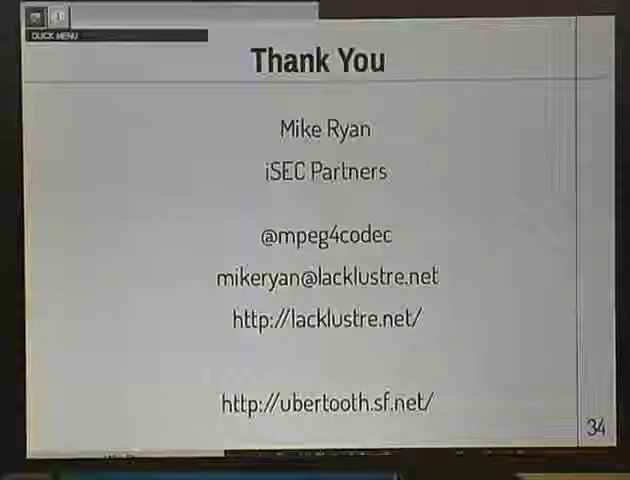 QUICK MENU
Thank You
Mike Ryan
iSEC Partners
@mpeg4codec
mikeryan@lacklustre.net
http://lacklustre.net/
http://ubertooth.sf.net/
34